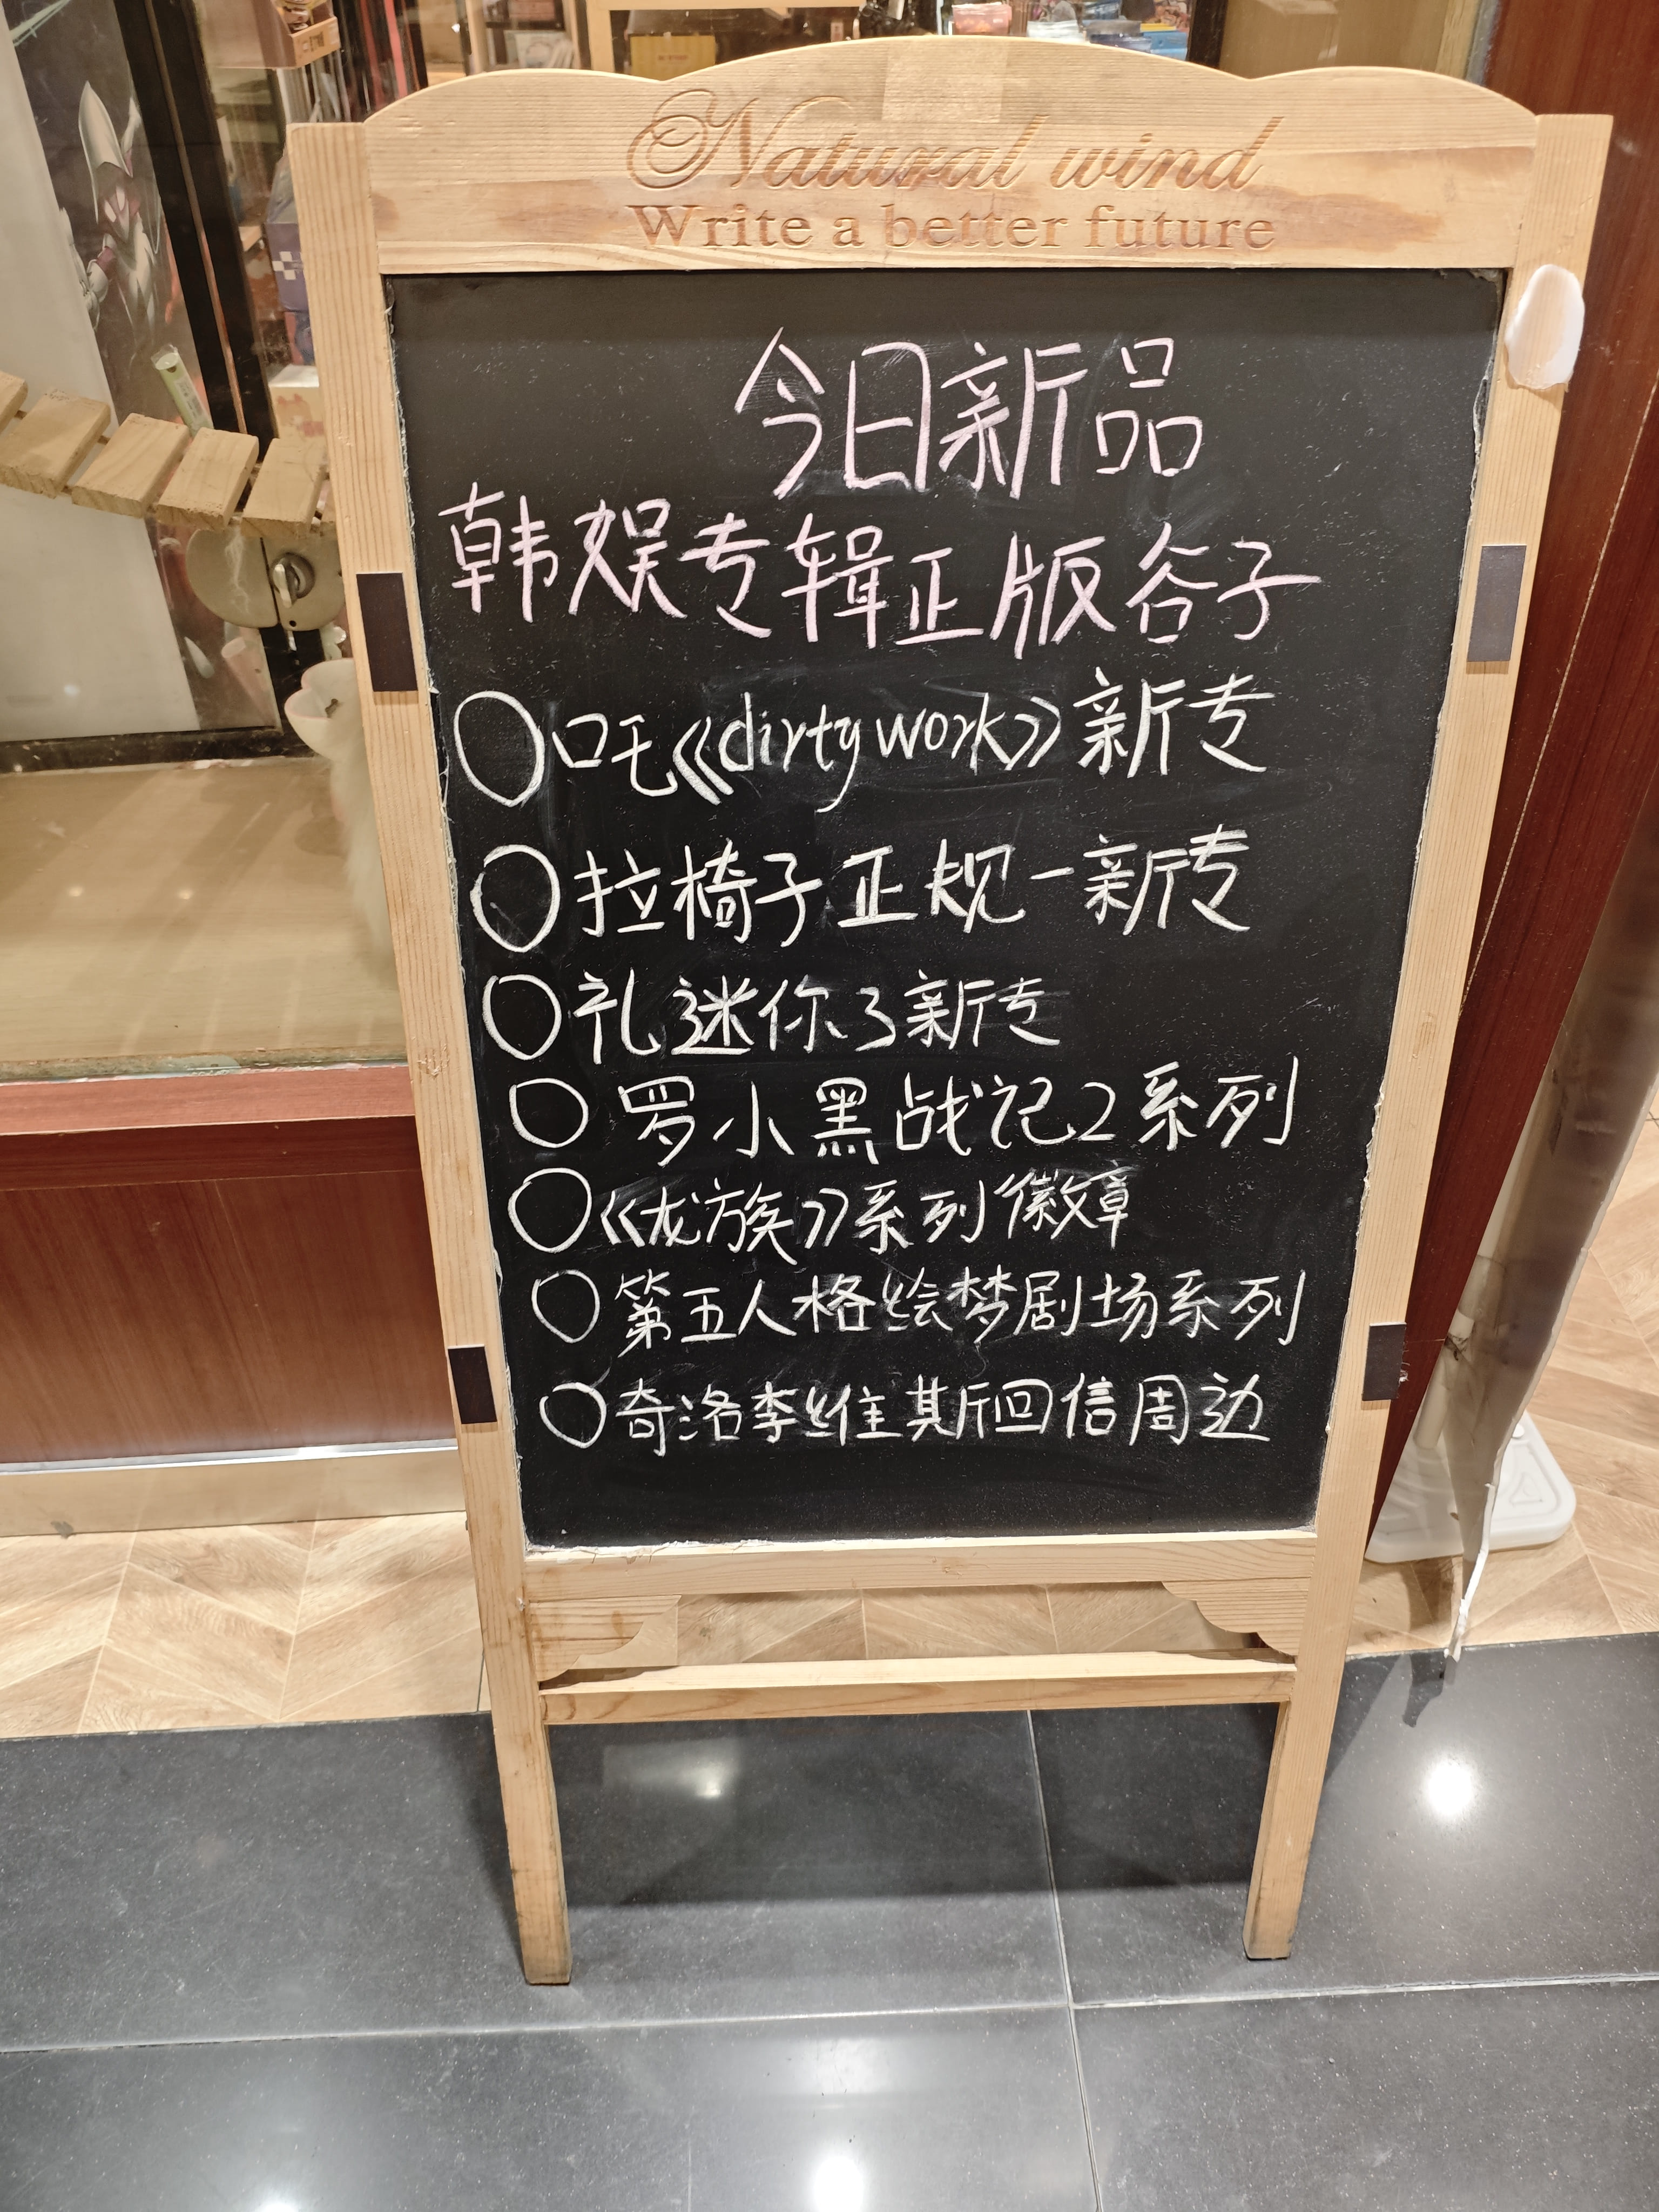 Natural wind
Write a better future
今日新品
韩娱专辑正版谷子
○吒《dirty work》新专
○拉椅子正规一新专
○礼迷你3新专
○罗小黑战记2系列
○《龙族》系列徽章
○第五人格绘梦剧场系列
○奇洛李维斯回信周边